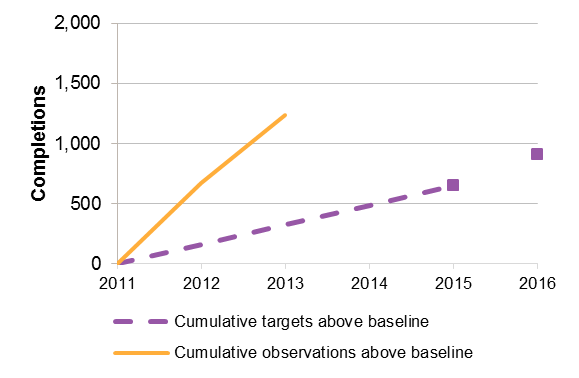 2,000
1,500
1,000
500
0
Completions
2011 2012 2013 2014 2015 2016
Cumulative targets above baseline
Cumulative observations above baseline